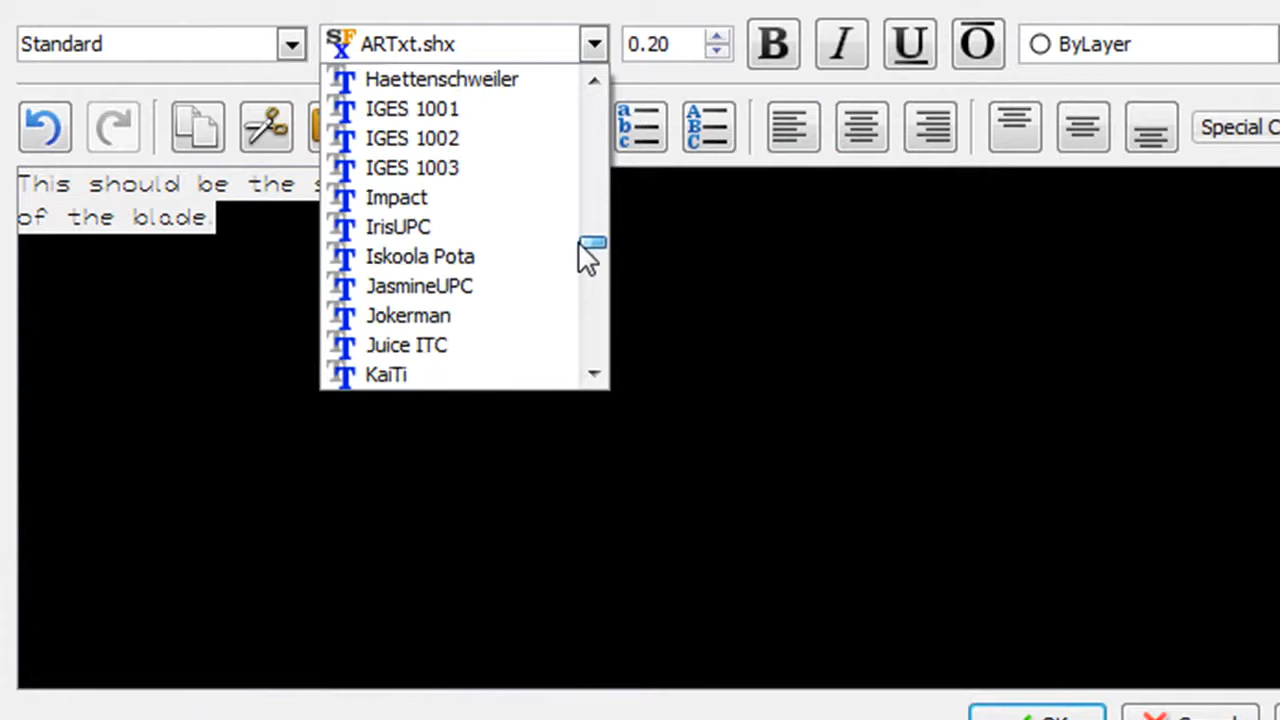 Standard
ARTxt.shx
0.20
B
I
U
O
ByLayer
Haettenschweiler
IGES 1001
IGES 1002
IGES 1003
Impact
IrisUPC
Iskoola Pota
JasmineUPC
Jokerman
Juice ITC
KaiTi
a
b
c
A
B
C
Special C
This should be the s
of the blade.